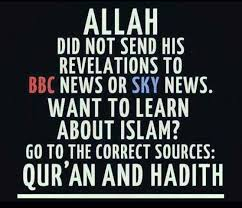 ALLAH
DID NOT SEND HIS
REVELATIONS TO
BBC NEWS OR SKY NEWS.
WANT TO LEARN
ABOUT ISLAM?
GO TO THE CORRECT SOURCES:
QUR'AN AND HADITH